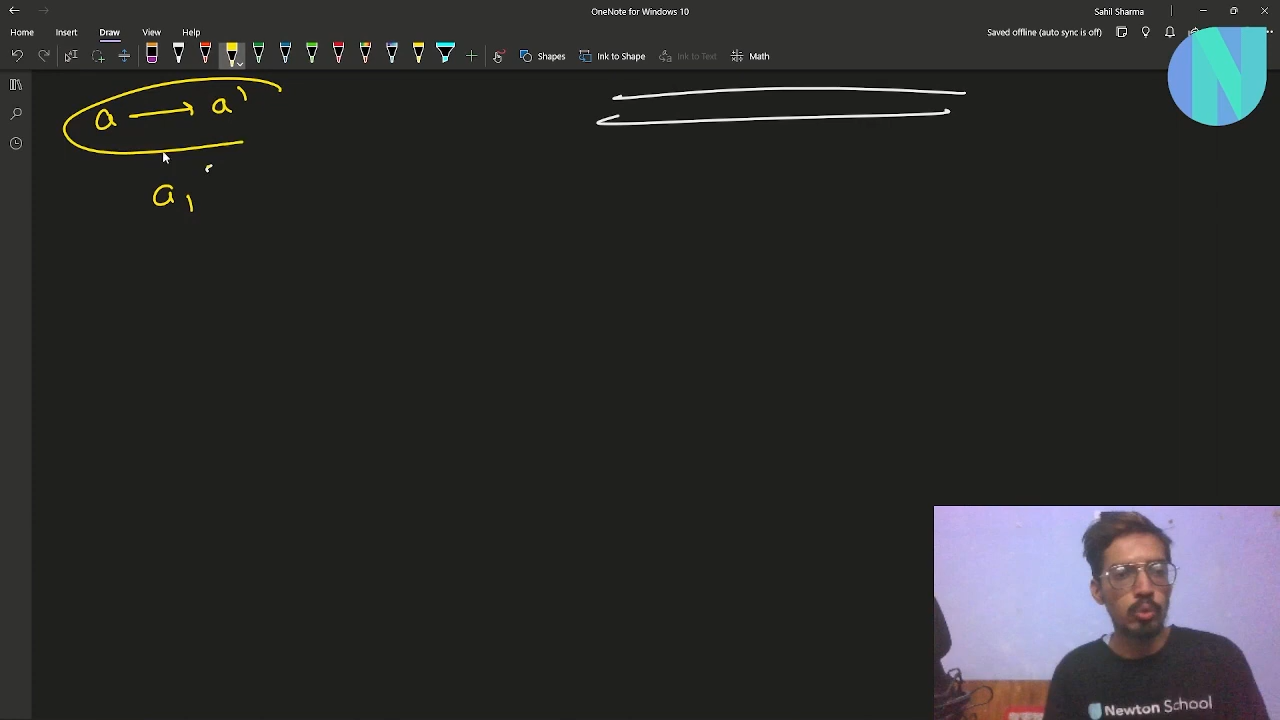 OneNote for Windows 10
Sahil Sharma
Home Insert Draw View Help
Saved offline (auto sync is off)
Shapes Ink to Shape Ink to Text Math
a → a'
a,
N
Newton School